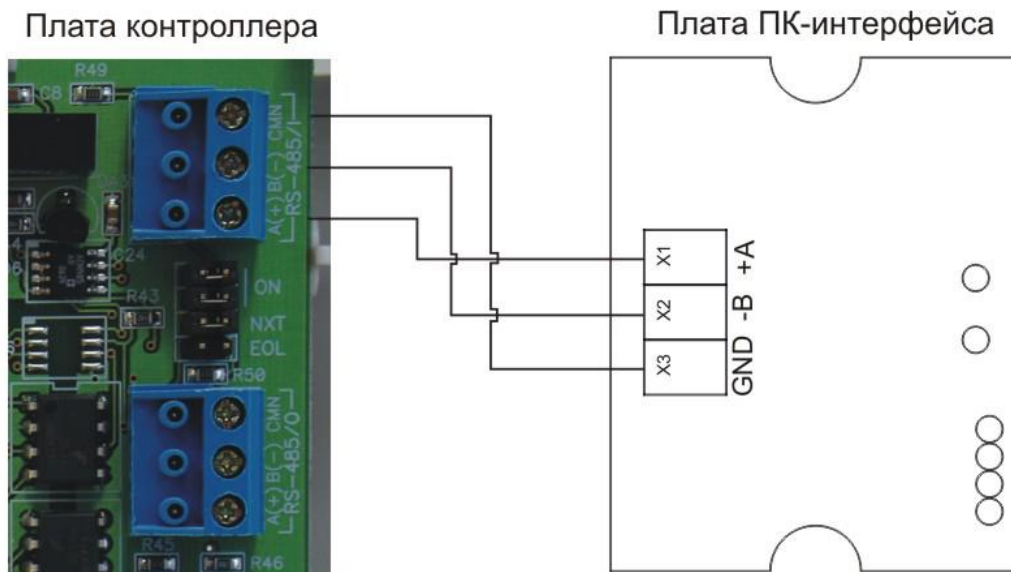 Плата контроллера
Плата ПК-интерфейса
R49
C8
CMN
B(-)
A(+)
RS-485/I
C24
R43
ON
NXT
EOL
R50
CMN
B(-)
A(+)
RS-485/O
R45
R46
X1
+A
X2
-B
X3
GND